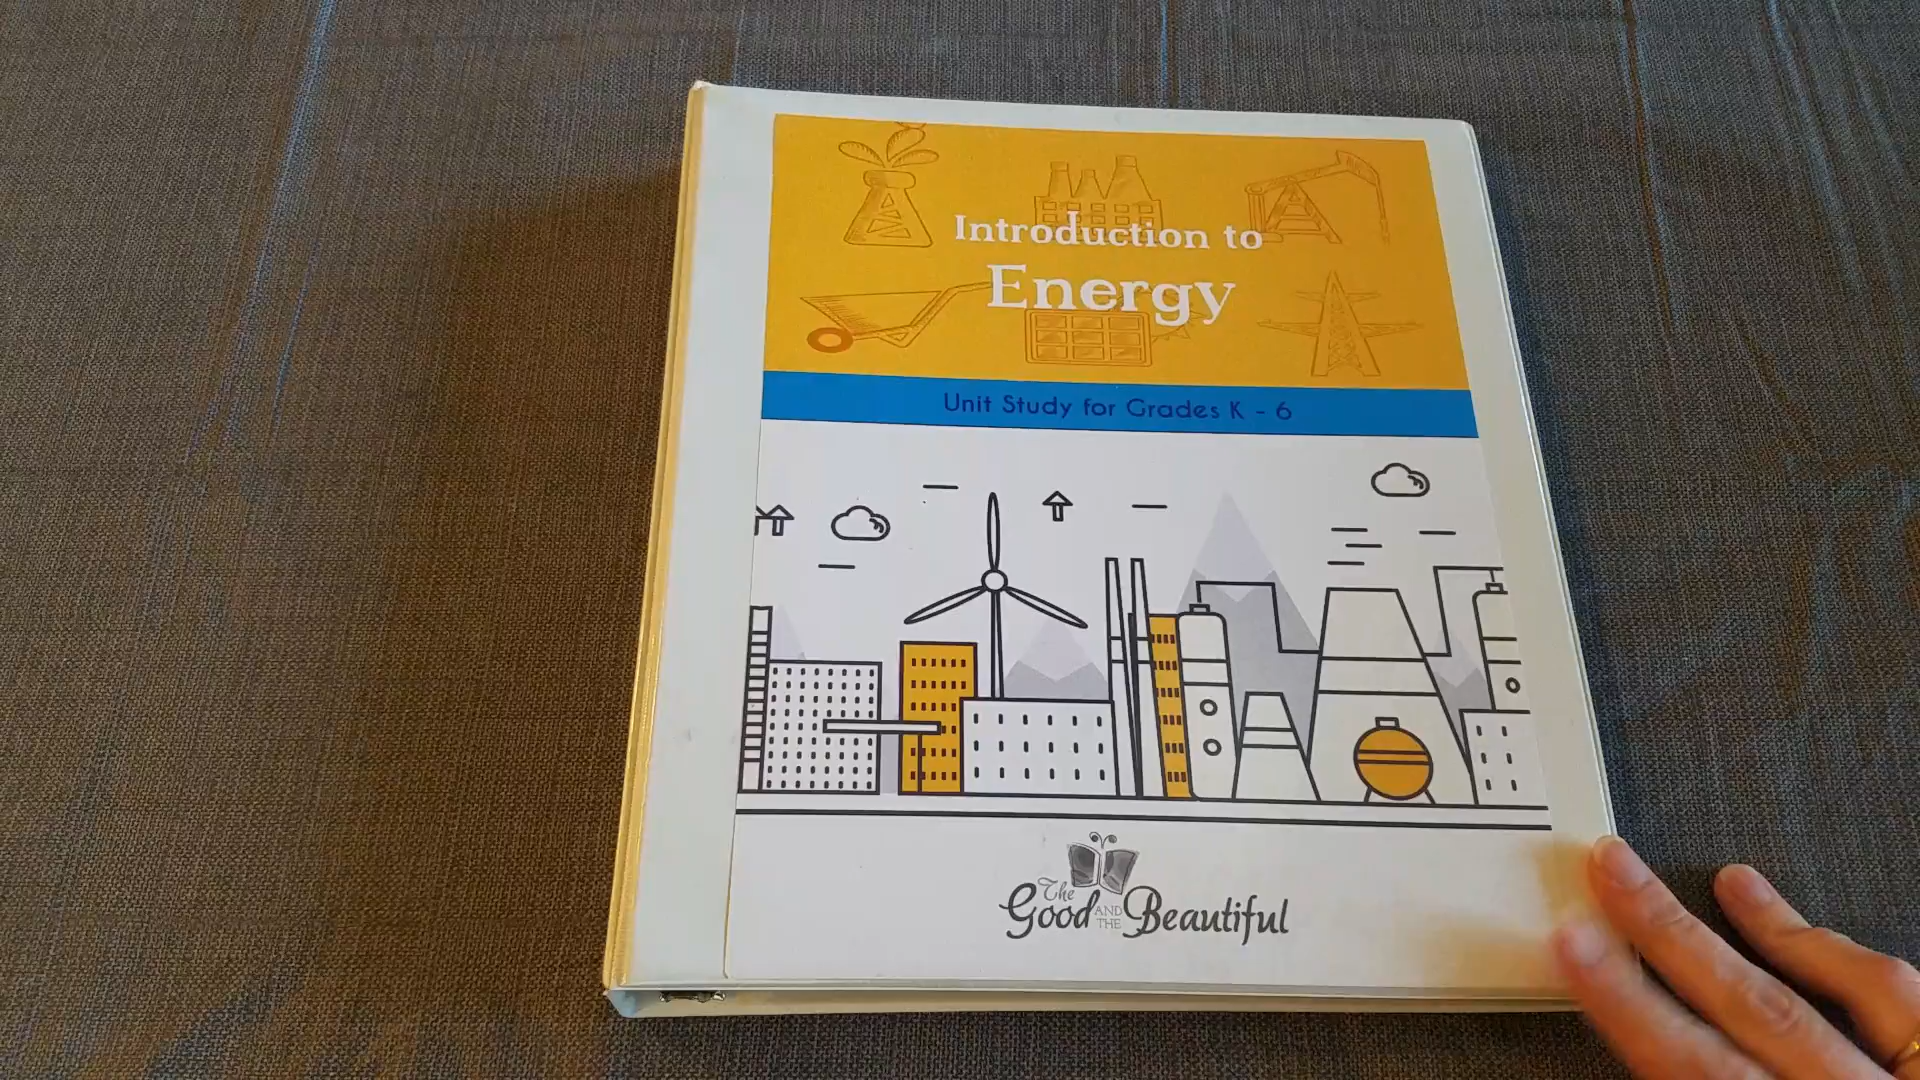 Introduction to
Energy
Unit Study for Grades K - 6
The
Good AND THE Beautiful